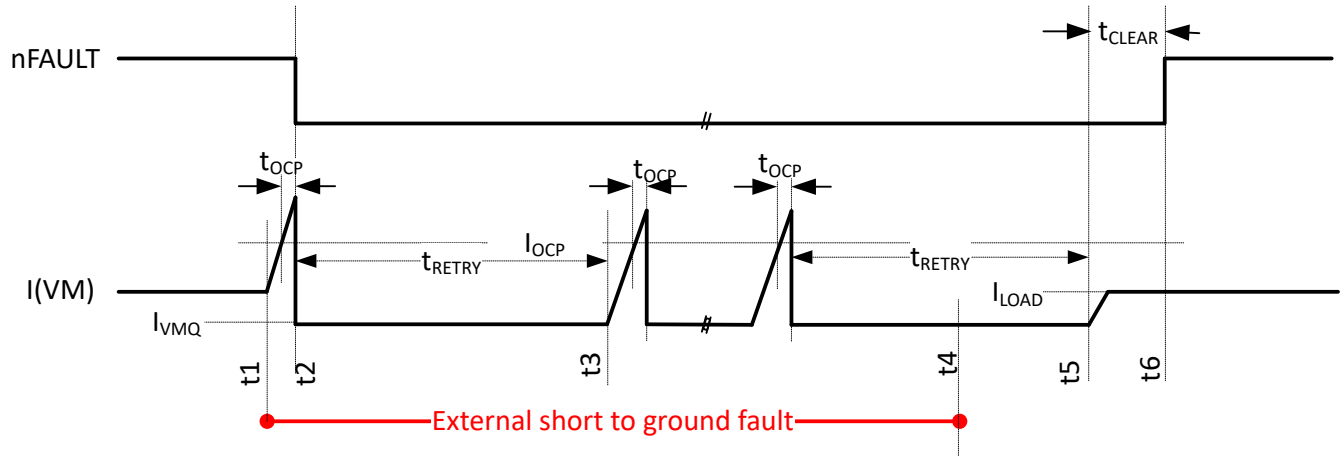 tCLEAR
nFAULT
tOCP
tOCP
tOCP
IOCP
tRETRY
tRETRY
I(VM)
ILOAD
IVMQ
t1
t2
t3
t4
t5
t6
External short to ground fault